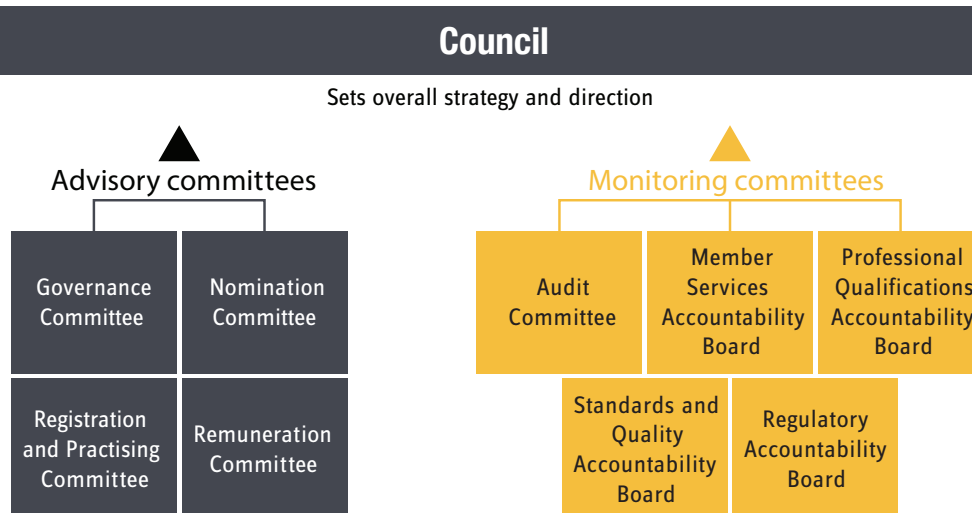 Council
Sets overall strategy and direction
Advisory committees
Governance
Committee
Nomination
Committee
Registration
and Practising
Committee
Remuneration
Committee
Monitoring committees
Audit
Committee
Member
Services
Accountability
Board
Professional
Qualifications
Accountability
Board
Standards and
Quality
Accountability
Board
Regulatory
Accountability
Board